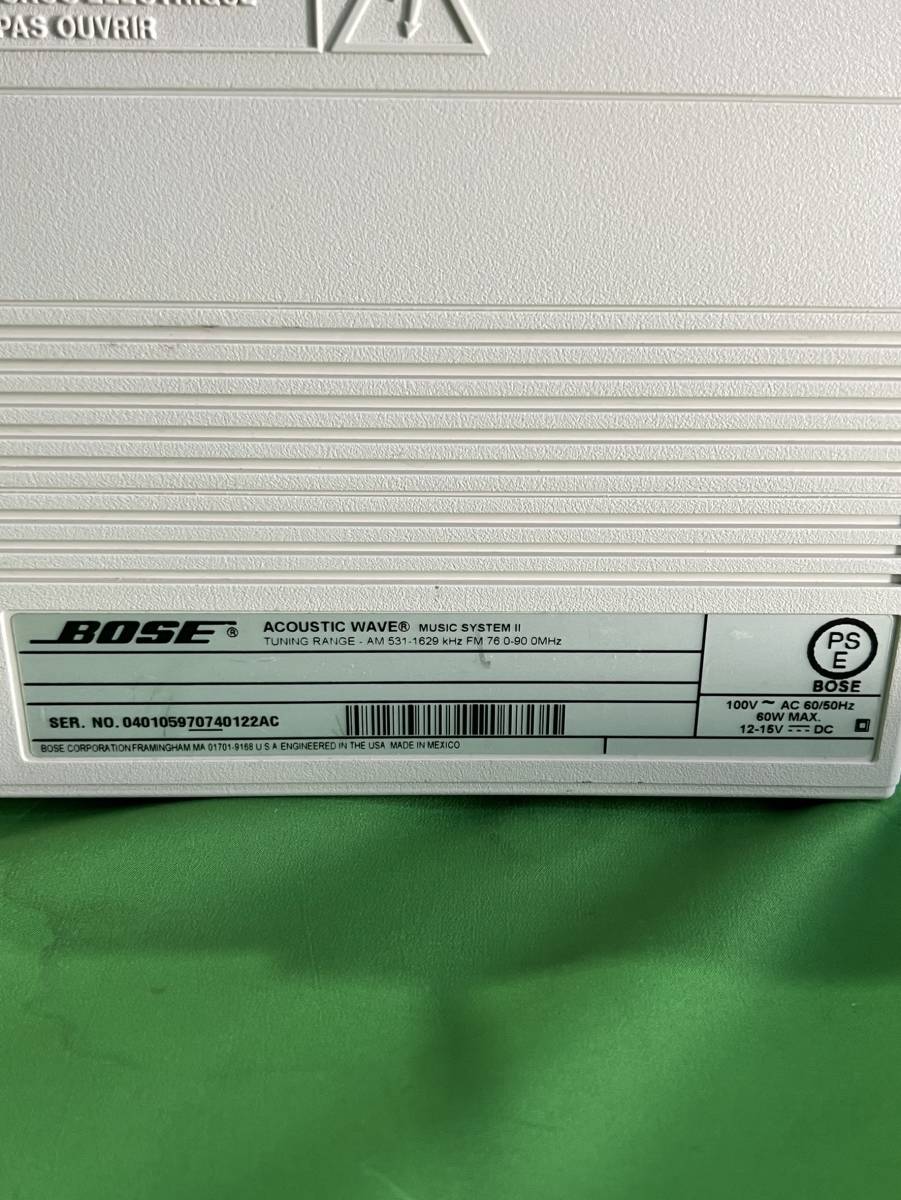 PAS OUVRIR
BOSE®
ACOUSTIC WAVE® MUSIC SYSTEM II
TUNING RANGE - AM 531-1629 kHz FM 76.0-90.0MHz
PS
E
BOSE
SER. NO. 040105970740122AC
100V ~ AC 60/50Hz
60W MAX.
12-15V ⎓ DC
BOSE CORPORATION FRAMINGHAM MA 01701-9168 U S A ENGINEERED IN THE USA MADE IN MEXICO